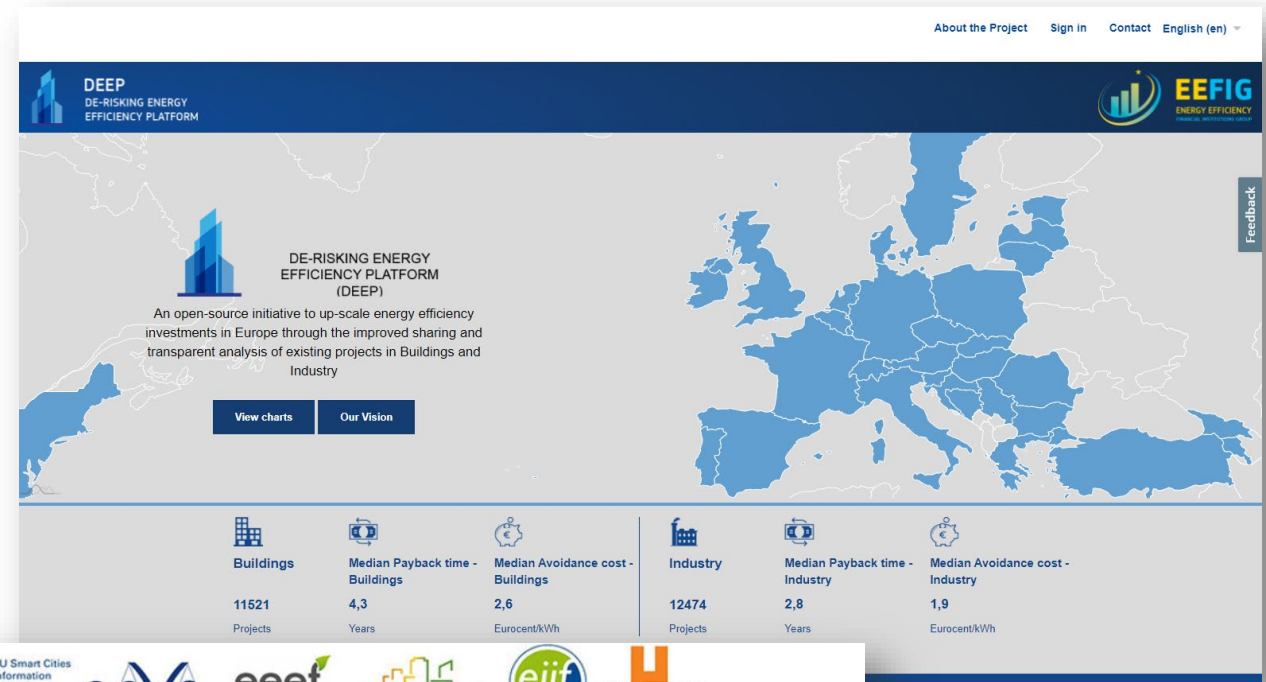 About the Project Sign in Contact English (en)
DEEP
DE-RISKING ENERGY
EFFICIENCY PLATFORM
EEFIG
ENERGY EFFICIENCY
FINANCIAL INSTITUTIONS GROUP
Feedback
DE-RISKING ENERGY
EFFICIENCY PLATFORM
(DEEP)
An open-source initiative to up-scale energy efficiency
investments in Europe through the improved sharing and
transparent analysis of existing projects in Buildings and
Industry
View charts Our Vision
Buildings
11521
Projects
Median Payback time -
Buildings
4,3
Years
Median Avoidance cost -
Buildings
2,6
Eurocent/kWh
Industry
12474
Projects
Median Payback time -
Industry
2,8
Years
Median Avoidance cost -
Industry
1,9
Eurocent/kWh
Smart Cities
eeef
eiif